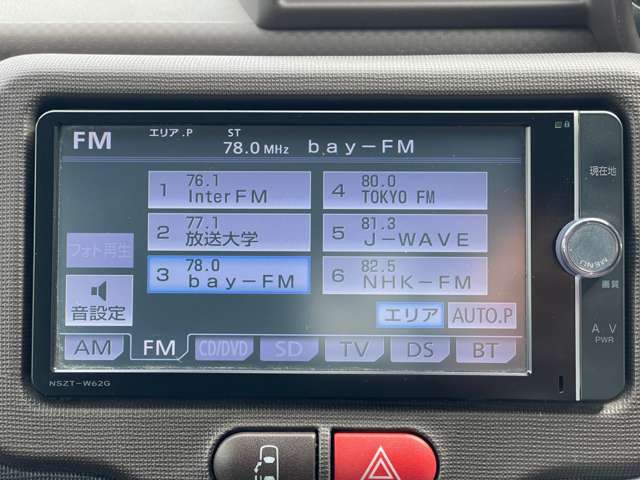 FM エリア.P ST 78.0 MHz bay-FM
1 76.1 InterFM
2 77.1 放送大学
3 78.0 bay-FM
4 80.0 TOKYO FM
5 81.3 J-WAVE
6 82.5 NHK-FM
フォト再生
音設定
エリア AUTO.P
AM FM CD/DVD SD TV DS BT
NSZT-W62G
現在地
MENU
画質
A V
PWR